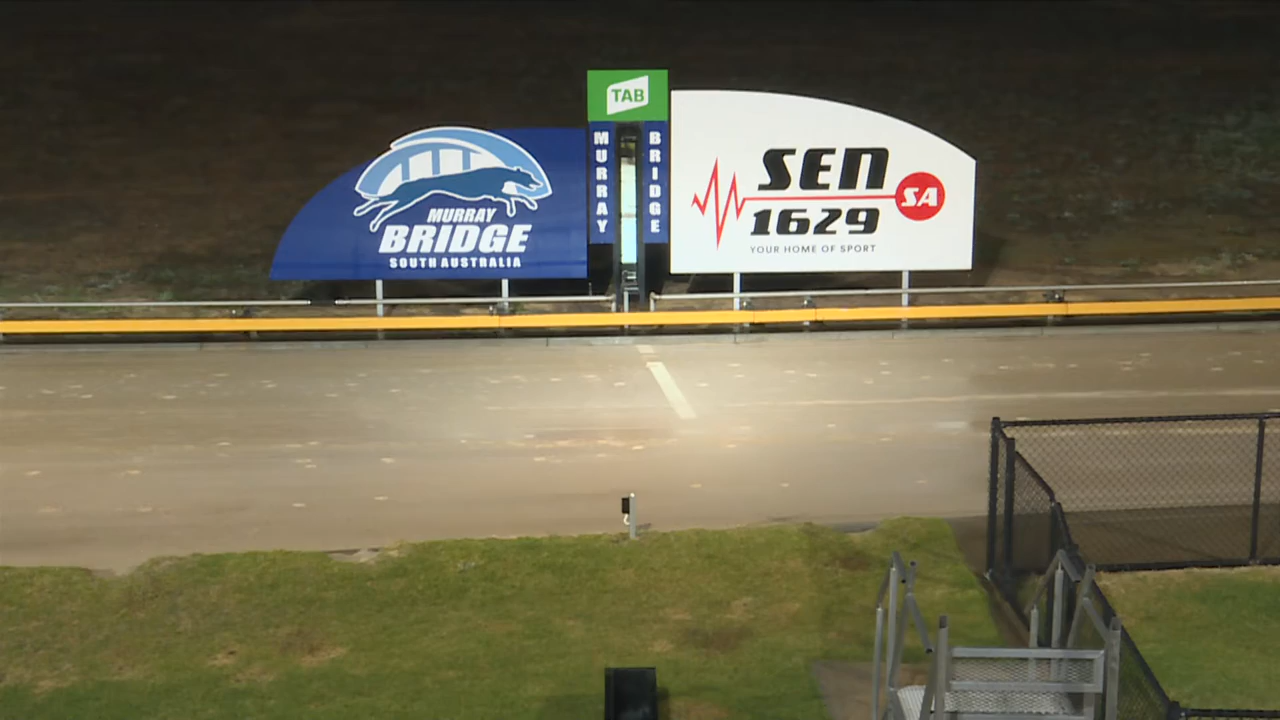 TAB
MURRAY
BRIDGE
MURRAY
BRIDGE
SOUTH AUSTRALIA
SEN
SA
1629
YOUR HOME OF SPORT